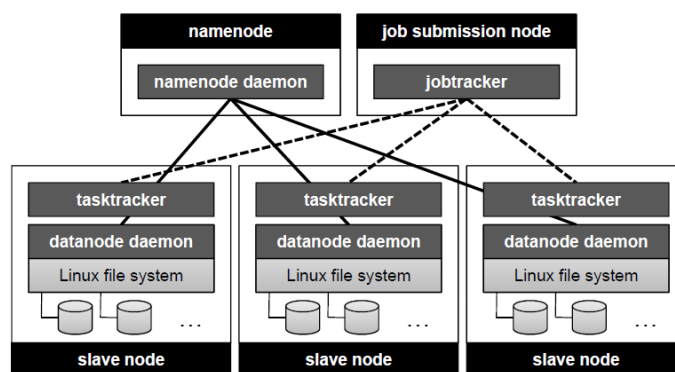 namenode
job submission node
namenode daemon
jobtracker
tasktracker
tasktracker
tasktracker
datanode daemon
datanode daemon
datanode daemon
Linux file system
Linux file system
Linux file system
...
...
...
slave node
slave node
slave node